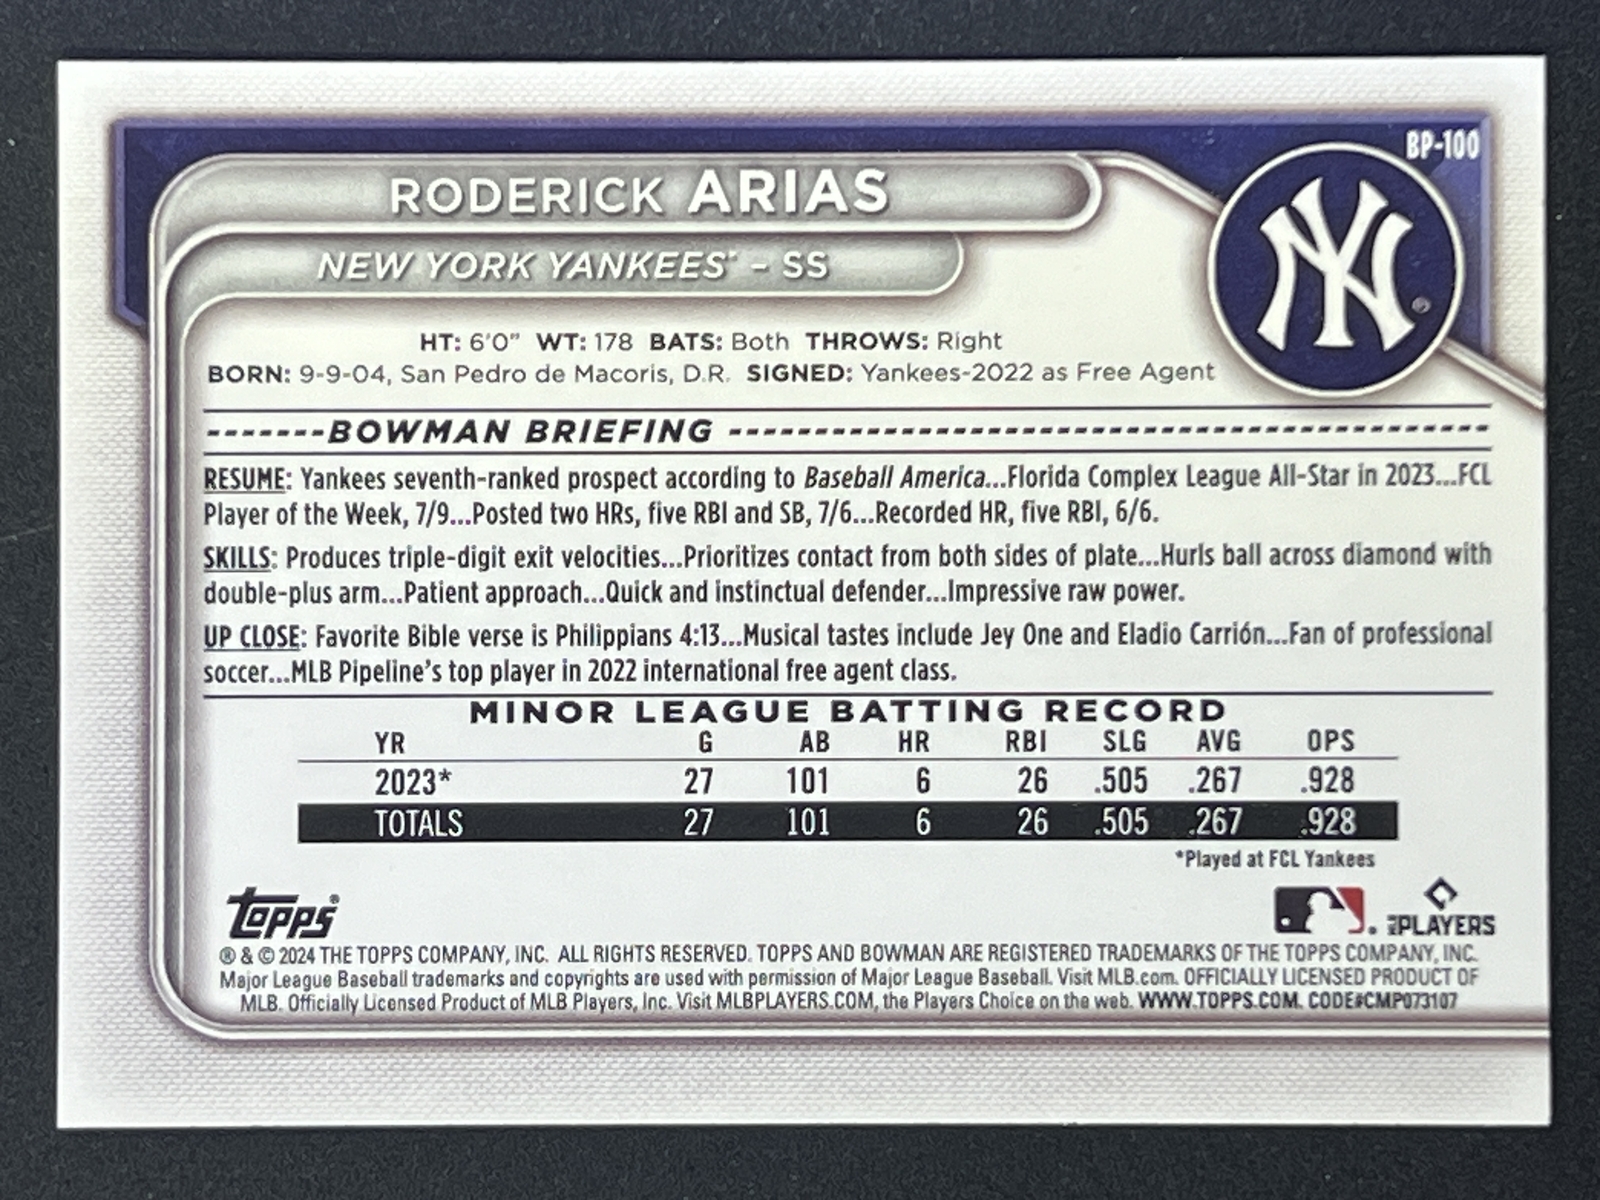 BP-100
RODERICK ARIAS
NEW YORK YANKEES® - SS
NY
HT: 6'0" WT: 178 BATS: Both THROWS: Right
BORN: 9-9-04, San Pedro de Macoris, D.R. SIGNED: Yankees-2022 as Free Agent
-------BOWMAN BRIEFING -------
RESUME: Yankees seventh-ranked prospect according to Baseball America...Florida Complex League All-Star in 2023...FCL
Player of the Week, 7/9...Posted two HRs, five RBI and SB, 7/6...Recorded HR, five RBI, 6/6.
SKILLS: Produces triple-digit exit velocities...Prioritizes contact from both sides of plate...Hurls ball across diamond with
double-plus arm...Patient approach...Quick and instinctual defender...Impressive raw power.
UP CLOSE: Favorite Bible verse is Philippians 4:13...Musical tastes include Jey One and Eladio Carrión...Fan of professional
soccer...MLB Pipeline's top player in 2022 international free agent class.
MINOR LEAGUE BATTING RECORD
YR G AB HR RBI SLG AVG OPS
2023* 27 101 6 26 .505 .267 .928
TOTALS 27 101 6 26 .505 .267 .928
*Played at FCL Yankees
Topps®
MLB PLAYERS
® & © 2024 THE TOPPS COMPANY, INC. ALL RIGHTS RESERVED. TOPPS AND BOWMAN ARE REGISTERED TRADEMARKS OF THE TOPPS COMPANY, INC.
Major League Baseball trademarks and copyrights are used with permission of Major League Baseball. Visit MLB.com. OFFICIALLY LICENSED PRODUCT OF
MLB. Officially Licensed Product of MLB Players, Inc. Visit MLBPLAYERS.COM, the Players Choice on the web. WWW.TOPPS.COM. CODE#CMP073107